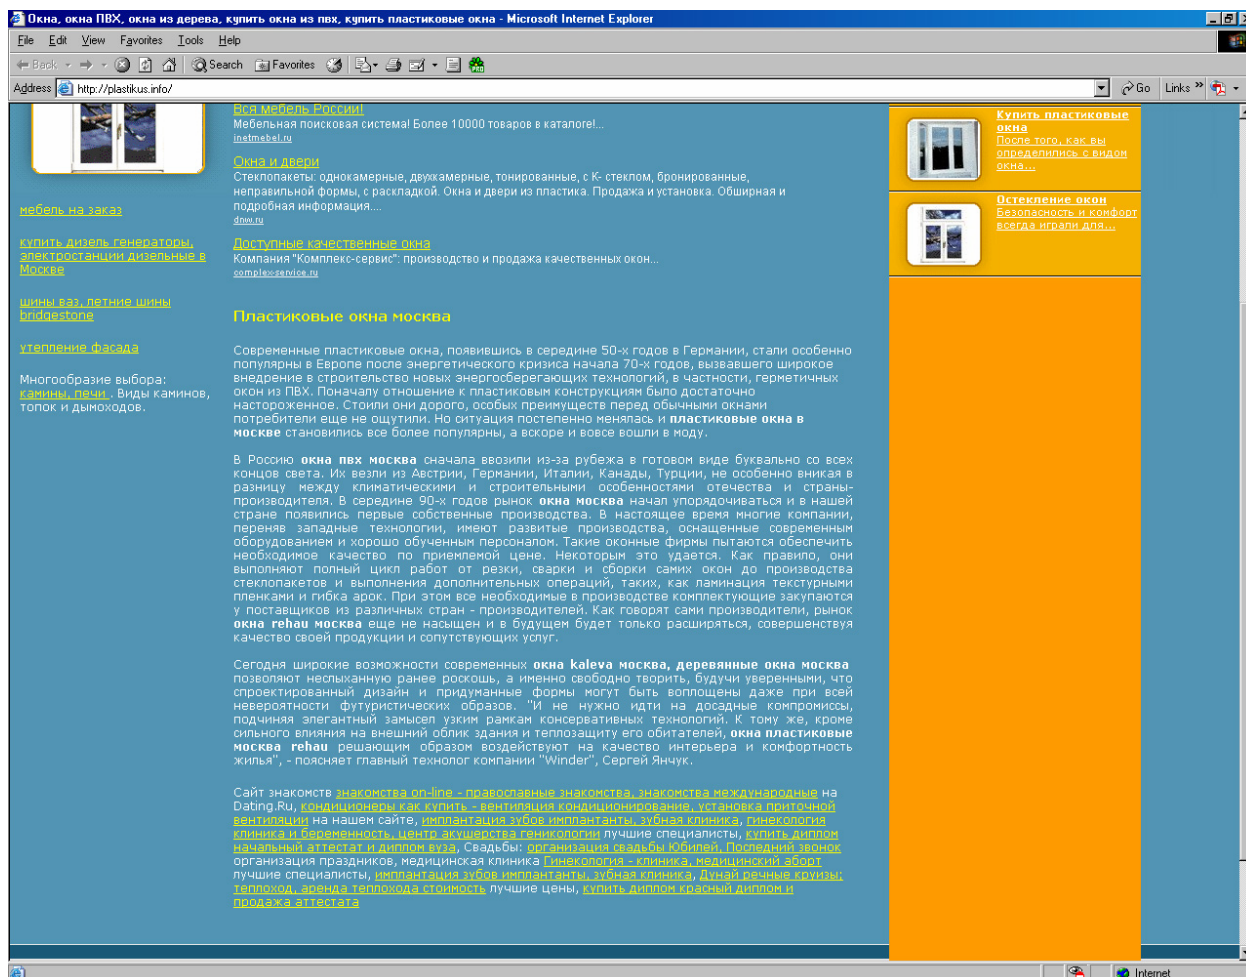 Окна, окна ПВХ, окна из дерева, купить окна из пвх, купить пластиковые окна - Microsoft Internet Explorer
File Edit View Favorites Tools Help
Back Search Favorites
Address http://plastikus.info/ Go Links »
мебель на заказ
купить дизель генераторы,
электростанции дизельные в
Москве
шины ваз, летние шины
bridgestone
утепление фасада
Многообразие выбора:
камины, печи . Виды каминов,
топок и дымоходов.
Вся мебель России!
Мебельная поисковая система! Более 10000 товаров в каталоге!...
inetmebel.ru
Окна и двери
Стеклопакеты: однокамерные, двухкамерные, тонированные, с К- стеклом, бронированные,
неправильной формы, с раскладкой. Окна и двери из пластика. Продажа и установка. Обширная и
подробная информация....
dnw.ru
Доступные качественные окна
Компания "Комплекс-сервис": производство и продажа качественных окон...
complex-service.ru
Пластиковые окна москва
Современные пластиковые окна, появившись в середине 50-х годов в Германии, стали особенно
популярны в Европе после энергетического кризиса начала 70-х годов, вызвавшего широкое
внедрение в строительство новых энергосберегающих технологий, в частности, герметичных
окон из ПВХ. Поначалу отношение к пластиковым конструкциям было достаточно
настороженное. Стоили они дорого, особых преимуществ перед обычными окнами
потребители еще не ощутили. Но ситуация постепенно менялась и пластиковые окна в
москве становились все более популярны, а вскоре и вовсе вошли в моду.
В Россию окна пвх москва сначала ввозили из-за рубежа в готовом виде буквально со всех
концов света. Их везли из Австрии, Германии, Италии, Канады, Турции, не особенно вникая в
разницу между климатическими и строительными особенностями отечества и страны-
производителя. В середине 90-х годов рынок окна москва начал упорядочиваться и в нашей
стране появились первые собственные производства. В настоящее время многие компании,
переняв западные технологии, имеют развитые производства, оснащенные современным
оборудованием и хорошо обученным персоналом. Такие оконные фирмы пытаются обеспечить
необходимое качество по приемлемой цене. Некоторым это удается. Как правило, они
выполняют полный цикл работ от резки, сварки и сборки самих окон до производства
стеклопакетов и выполнения дополнительных операций, таких, как ламинация текстурными
пленками и гибка арок. При этом все необходимые в производстве комплектующие закупаются
у поставщиков из различных стран - производителей. Как говорят сами производители, рынок
окна rehau москва еще не насыщен и в будущем будет только расширяться, совершенствуя
качество своей продукции и сопутствующих услуг.
Сегодня широкие возможности современных окна kaleva москва, деревянные окна москва
позволяют неслыханную ранее роскошь, а именно свободно творить, будучи уверенными, что
спроектированный дизайн и придуманные формы могут быть воплощены даже при всей
невероятности футуристических образов. "И не нужно идти на досадные компромиссы,
подчиняя элегантный замысел узким рамкам консервативных технологий. К тому же, кроме
сильного влияния на внешний облик здания и теплозащиту его обитателей, окна пластиковые
москва rehau решающим образом воздействуют на качество интерьера и комфортность
жилья", - поясняет главный технолог компании "Winder", Сергей Янчук.
Сайт знакомств знакомства on-line - православные знакомства, знакомства международные на
Dating.Ru, кондиционеры как купить - вентиляция кондиционирование, установка приточной
вентиляции на нашем сайте, имплантация зубов имплантанты, зубная клиника, гинекология
клиника и беременность, центр акушерства геникологии лучшие специалисты, купить диплом
начальный аттестат и диплом вуза, Свадьбы: организация свадьбы Юбилей, Последний звонок
организация праздников, медицинская клиника Гинекология - клиника, медицинский аборт
лучшие специалисты, имплантация зубов имплантанты, зубная клиника, Дунай речные круизы;
теплоход, аренда теплохода стоимость лучшие цены, купить диплом красный диплом и
продажа аттестата
Купить пластиковые
окна
После того, как вы
определились с видом
окна...
Остекление окон
Безопасность и комфорт
всегда играли для...
Internet